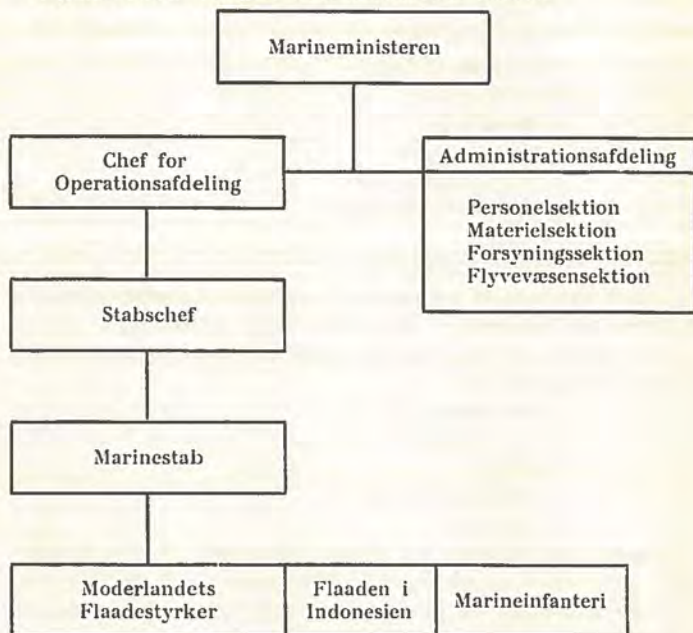 Marineministeren
Chef for
Operationsafdeling
Administrationsafdeling
Personelsektion
Materielsektion
Forsyningssektion
Flyvevæsensektion
Stabschef
Marinestab
Moderlandets
Flaadestyrker
Flaaden i
Indonesien
Marineinfanteri